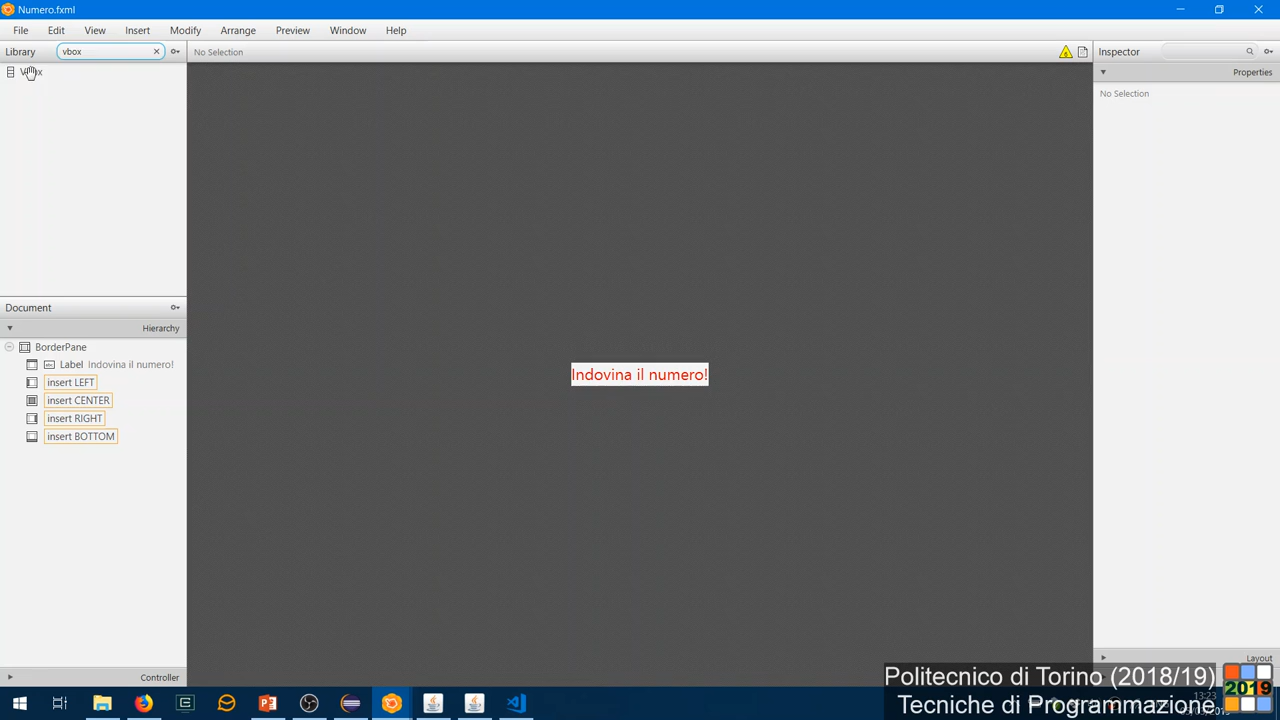 Numero.fxml
File Edit View Insert Modify Arrange Preview Window Help
Library vbox
No Selection
Inspector
Properties
No Selection
Indovina il numero!
Document
Hierarchy
BorderPane
Label Indovina il numero!
insert LEFT
insert CENTER
insert RIGHT
insert BOTTOM
Controller
Layout
Politecnico di Torino (2018/19)
Tecniche di Programmazione
2019
13:23